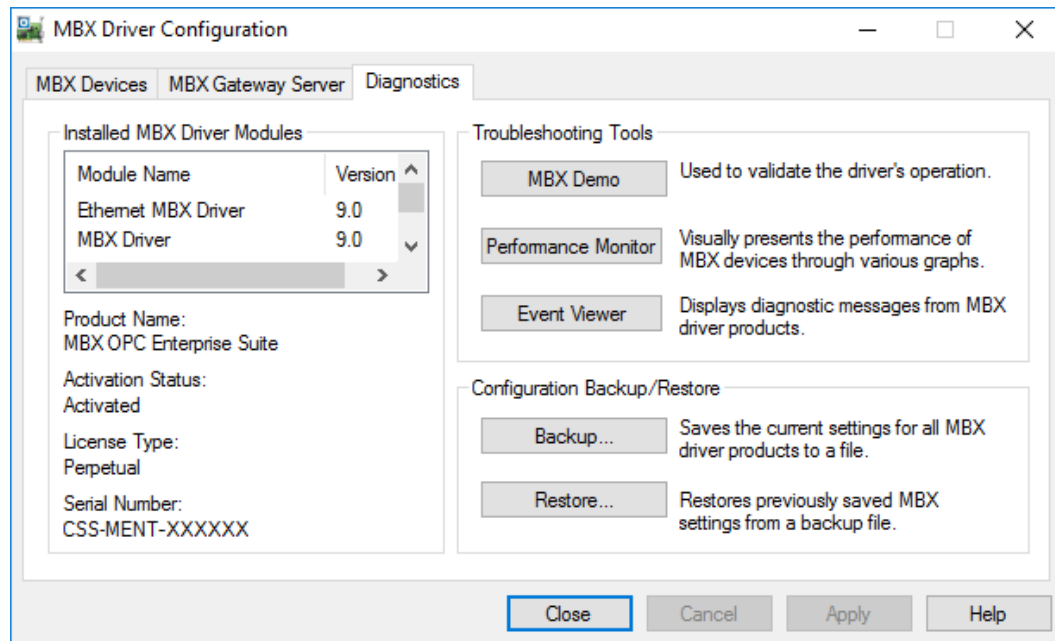 MBX Driver Configuration
MBX Devices MBX Gateway Server Diagnostics
Installed MBX Driver Modules
Module Name Version
Ethernet MBX Driver 9.0
MBX Driver 9.0
Product Name:
MBX OPC Enterprise Suite
Activation Status:
Activated
License Type:
Perpetual
Serial Number:
CSS-MENT-XXXXXX
Troubleshooting Tools
MBX Demo
Used to validate the driver's operation.
Performance Monitor
Visually presents the performance of
MBX devices through various graphs.
Event Viewer
Displays diagnostic messages from MBX
driver products.
Configuration Backup/Restore
Backup...
Saves the current settings for all MBX
driver products to a file.
Restore...
Restores previously saved MBX
settings from a backup file.
Close Cancel Apply Help